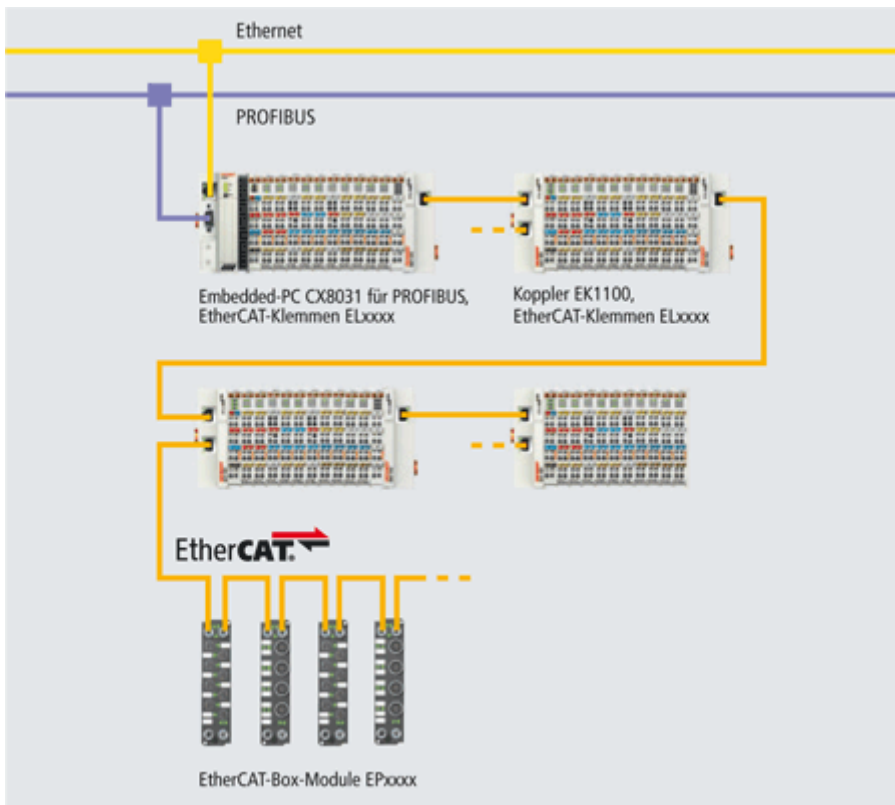 Ethernet
PROFIBUS
Embedded-PC CX8031 für PROFIBUS,
EtherCAT-Klemmen ELxxxx
Koppler EK1100,
EtherCAT-Klemmen ELxxxx
EtherCAT.
EtherCAT-Box-Module EPxxxx